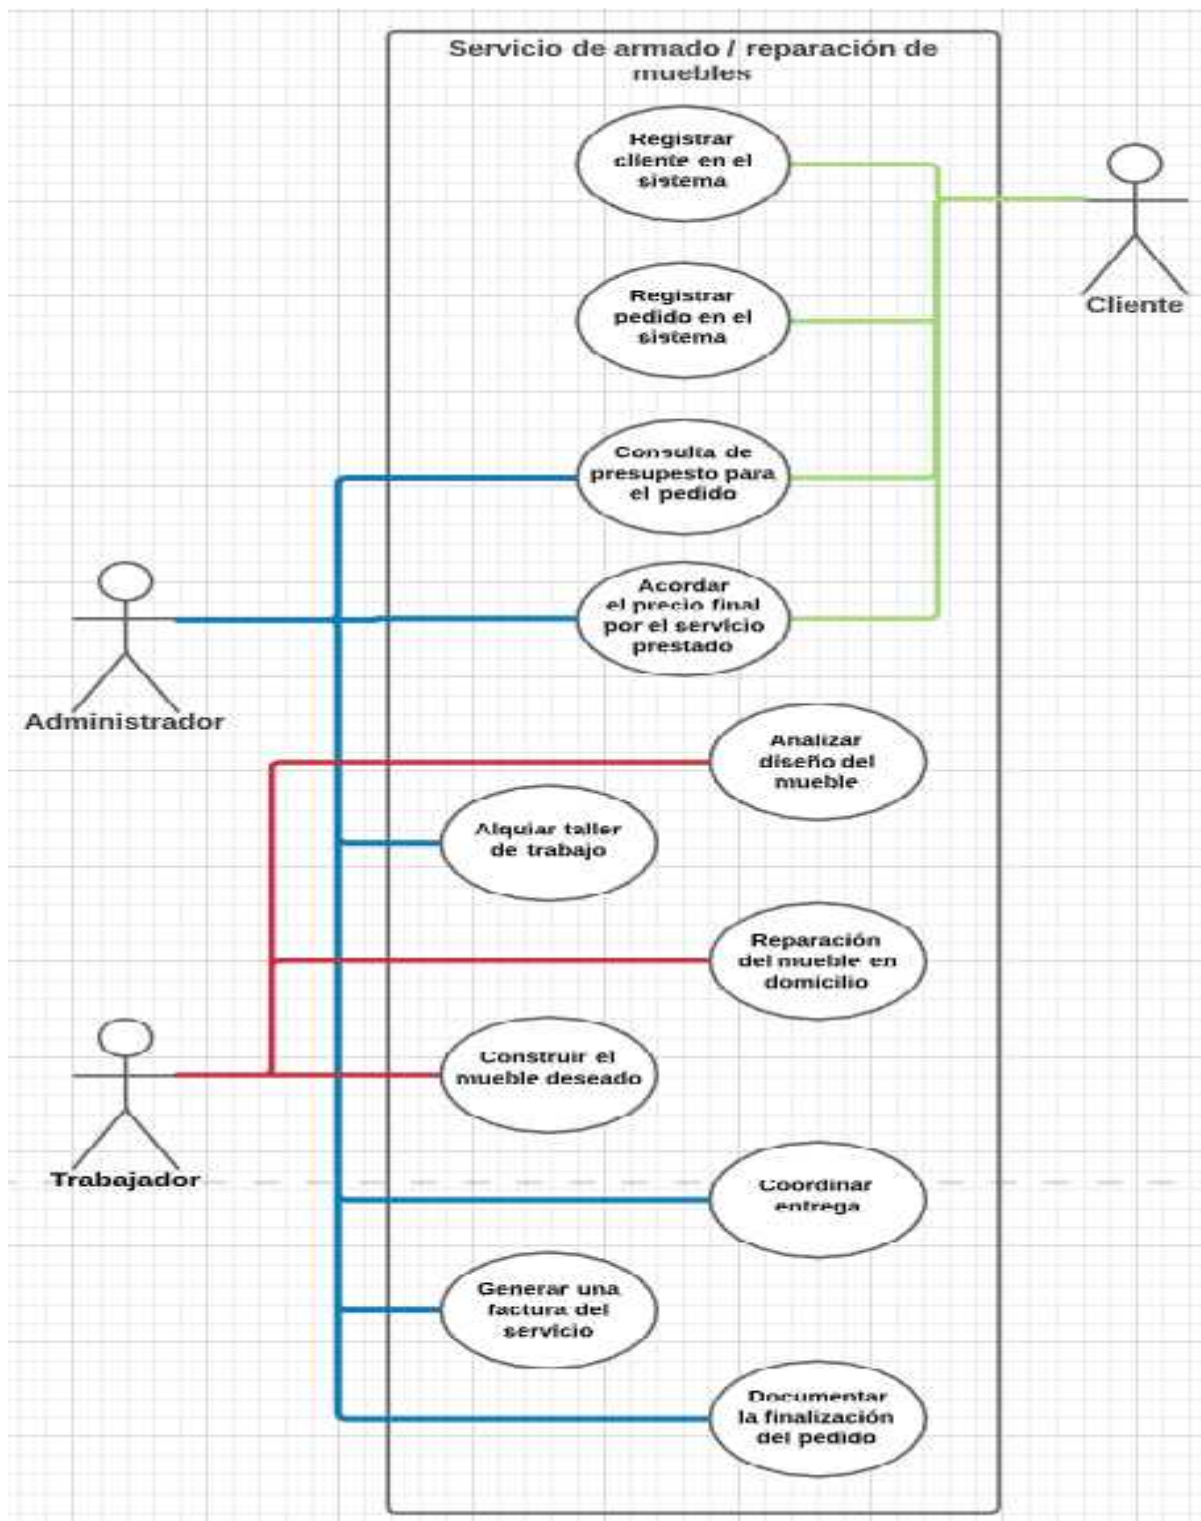 Servicio de armado / reparación de
muebles
Registrar
cliente en el
sistema
Cliente
Registrar
pedido en el
sistema
Consulta de
presupesto para
el pedido
Acordar
el precio final
por el servicio
prestado
Administrador
Analizar
diseño del
mueble
Alquiar taller
de trabajo
Reparación
del mueble en
domicilio
Construir el
mueble deseado
Trabajador
Coordinar
entrega
Generar una
factura del
servicio
Documentar
la finalización
del pedido